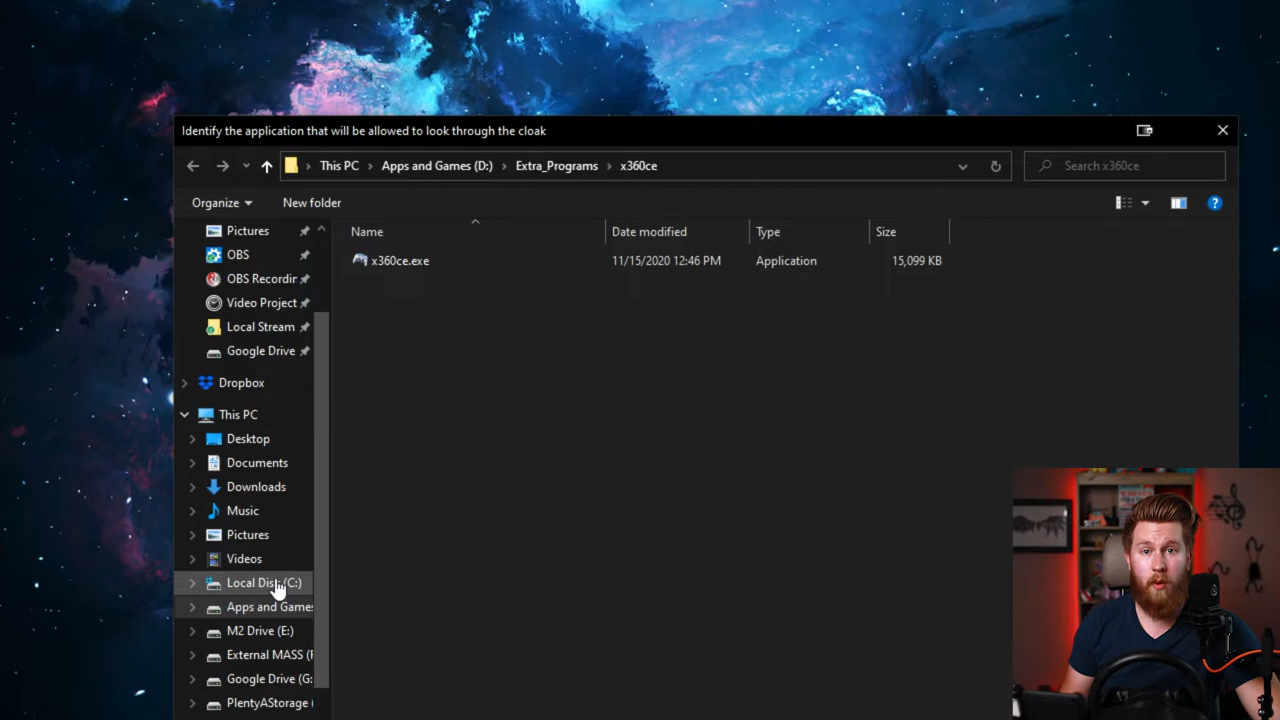 Identify the application that will be allowed to look through the cloak
This PC > Apps and Games (D:) > Extra_Programs > x360ce
Search x360ce
Organize
New folder
Name
Date modified
Type
Size
x360ce.exe
11/15/2020 12:46 PM
Application
15,099 KB
Pictures
OBS
OBS Recordin
Video Project
Local Stream
Google Drive
Dropbox
This PC
Desktop
Documents
Downloads
Music
Pictures
Videos
Local Dis (C:)
Apps and Games
M2 Drive (E:)
External MASS (F
Google Drive (G:
PlentyAStorage (